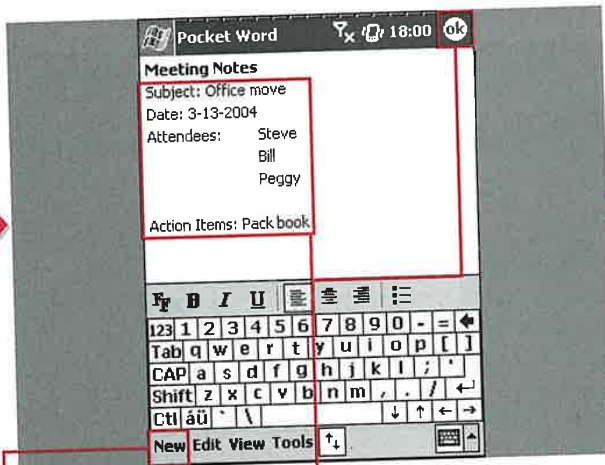 Pocket Word 18:00 ok
Meeting Notes
Subject: Office move
Date: 3-13-2004
Attendees: Steve
Bill
Peggy
Action Items: Pack book
B I U
123 1 2 3 4 5 6 7 8 9 0 - = 
Tab q w e r t y u i o p [ ]
CAP a s d f g h j k l ; '
Shift z x c v b n m , . /
Ctl áü ` \
New Edit View Tools